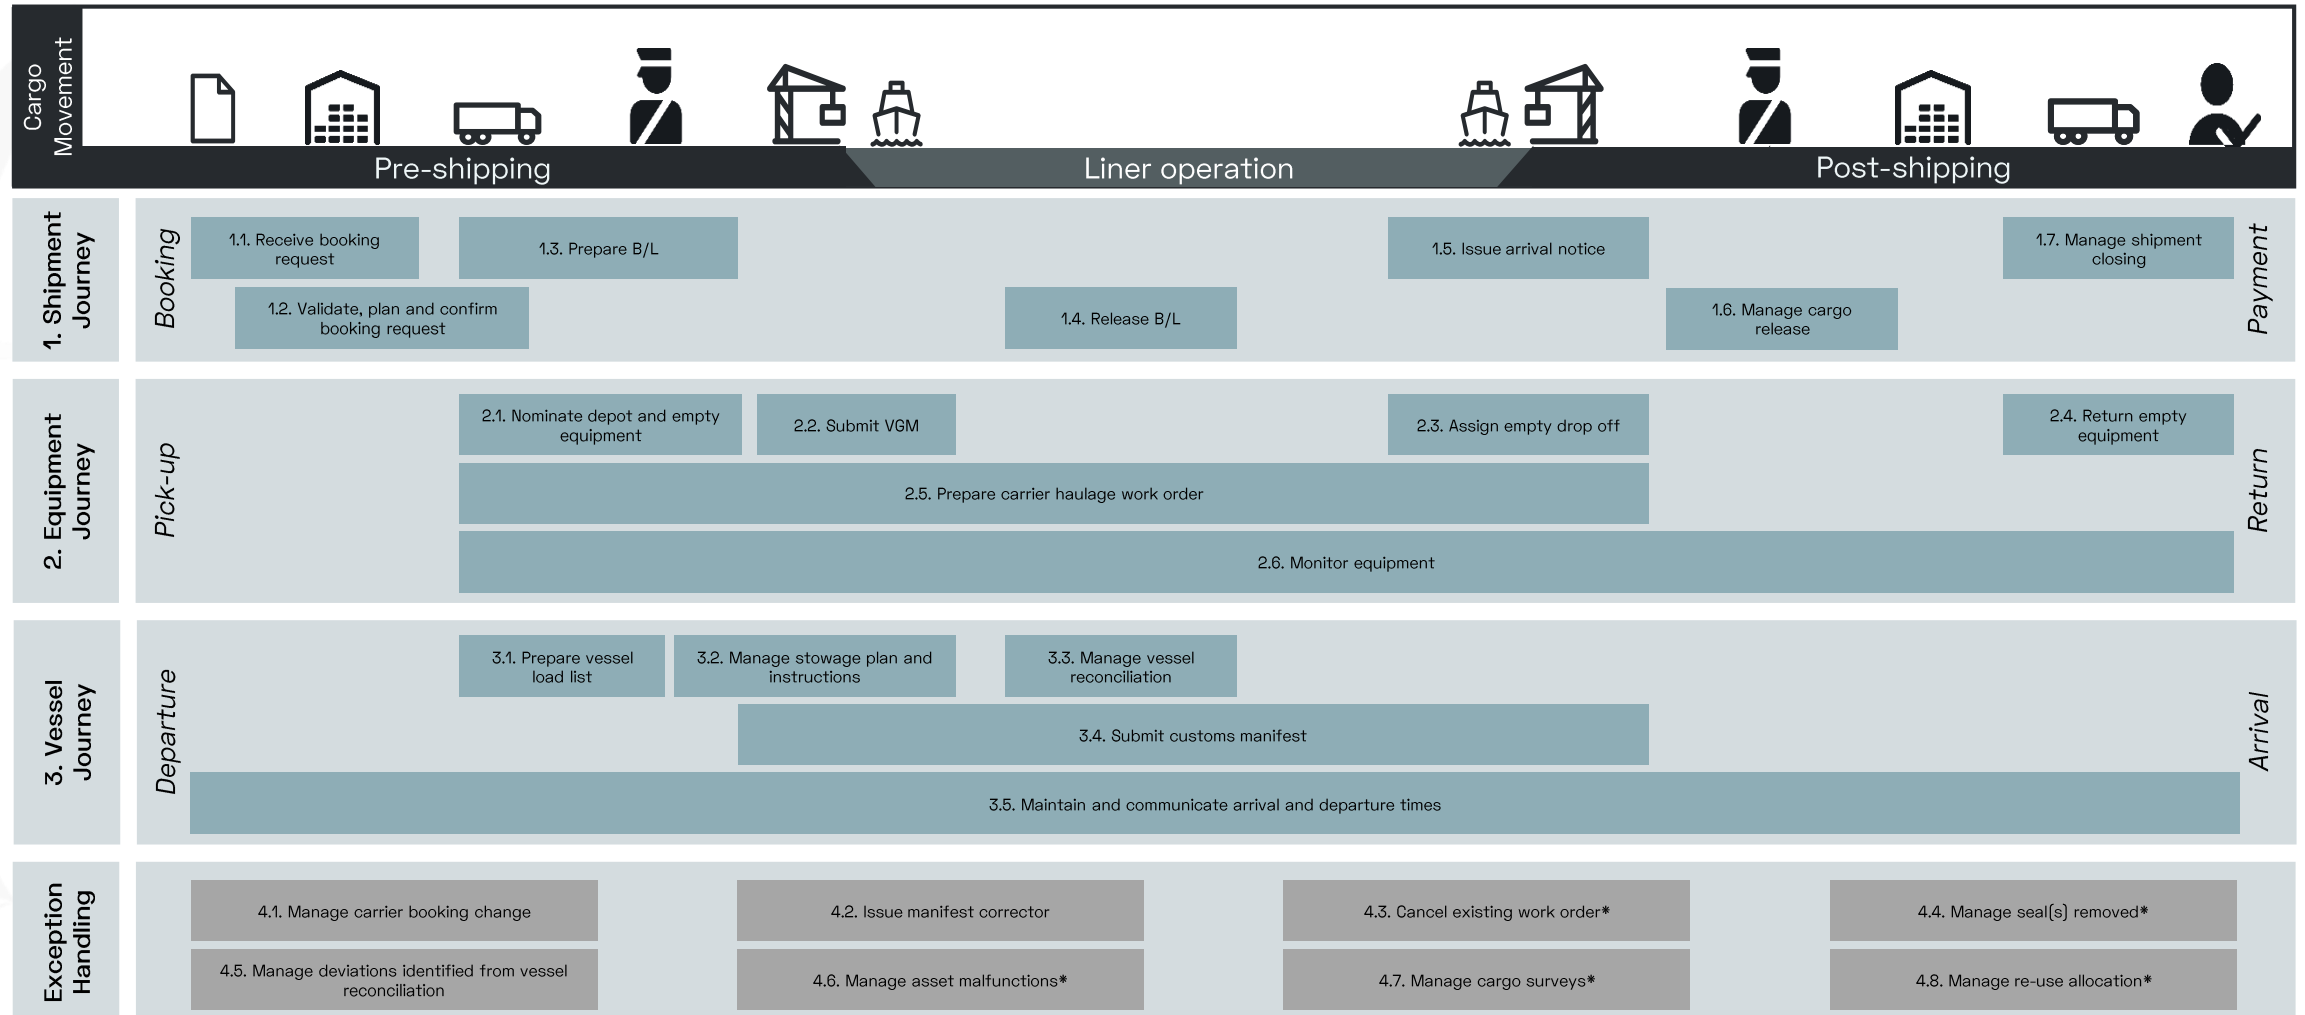 Cargo
Movement
Pre-shipping
Liner operation
Post-shipping
1. Shipment
Journey
Booking
1.1. Receive booking
request
1.3. Prepare B/L
1.5. Issue arrival notice
1.7. Manage shipment
closing
1.2. Validate, plan and confirm
booking request
1.4. Release B/L
1.6. Manage cargo
release
Payment
2. Equipment
Journey
Pick-up
2.1. Nominate depot and empty
equipment
2.2. Submit VGM
2.3. Assign empty drop off
2.4. Return empty
equipment
2.5. Prepare carrier haulage work order
2.6. Monitor equipment
Return
3. Vessel
Journey
Departure
3.1. Prepare vessel
load list
3.2. Manage stowage plan and
instructions
3.3. Manage vessel
reconciliation
3.4. Submit customs manifest
3.5. Maintain and communicate arrival and departure times
Arrival
Exception
Handling
4.1. Manage carrier booking change
4.2. Issue manifest corrector
4.3. Cancel existing work order*
4.4. Manage seal(s) removed*
4.5. Manage deviations identified from vessel
reconciliation
4.6. Manage asset malfunctions*
4.7. Manage cargo surveys*
4.8. Manage re-use allocation*